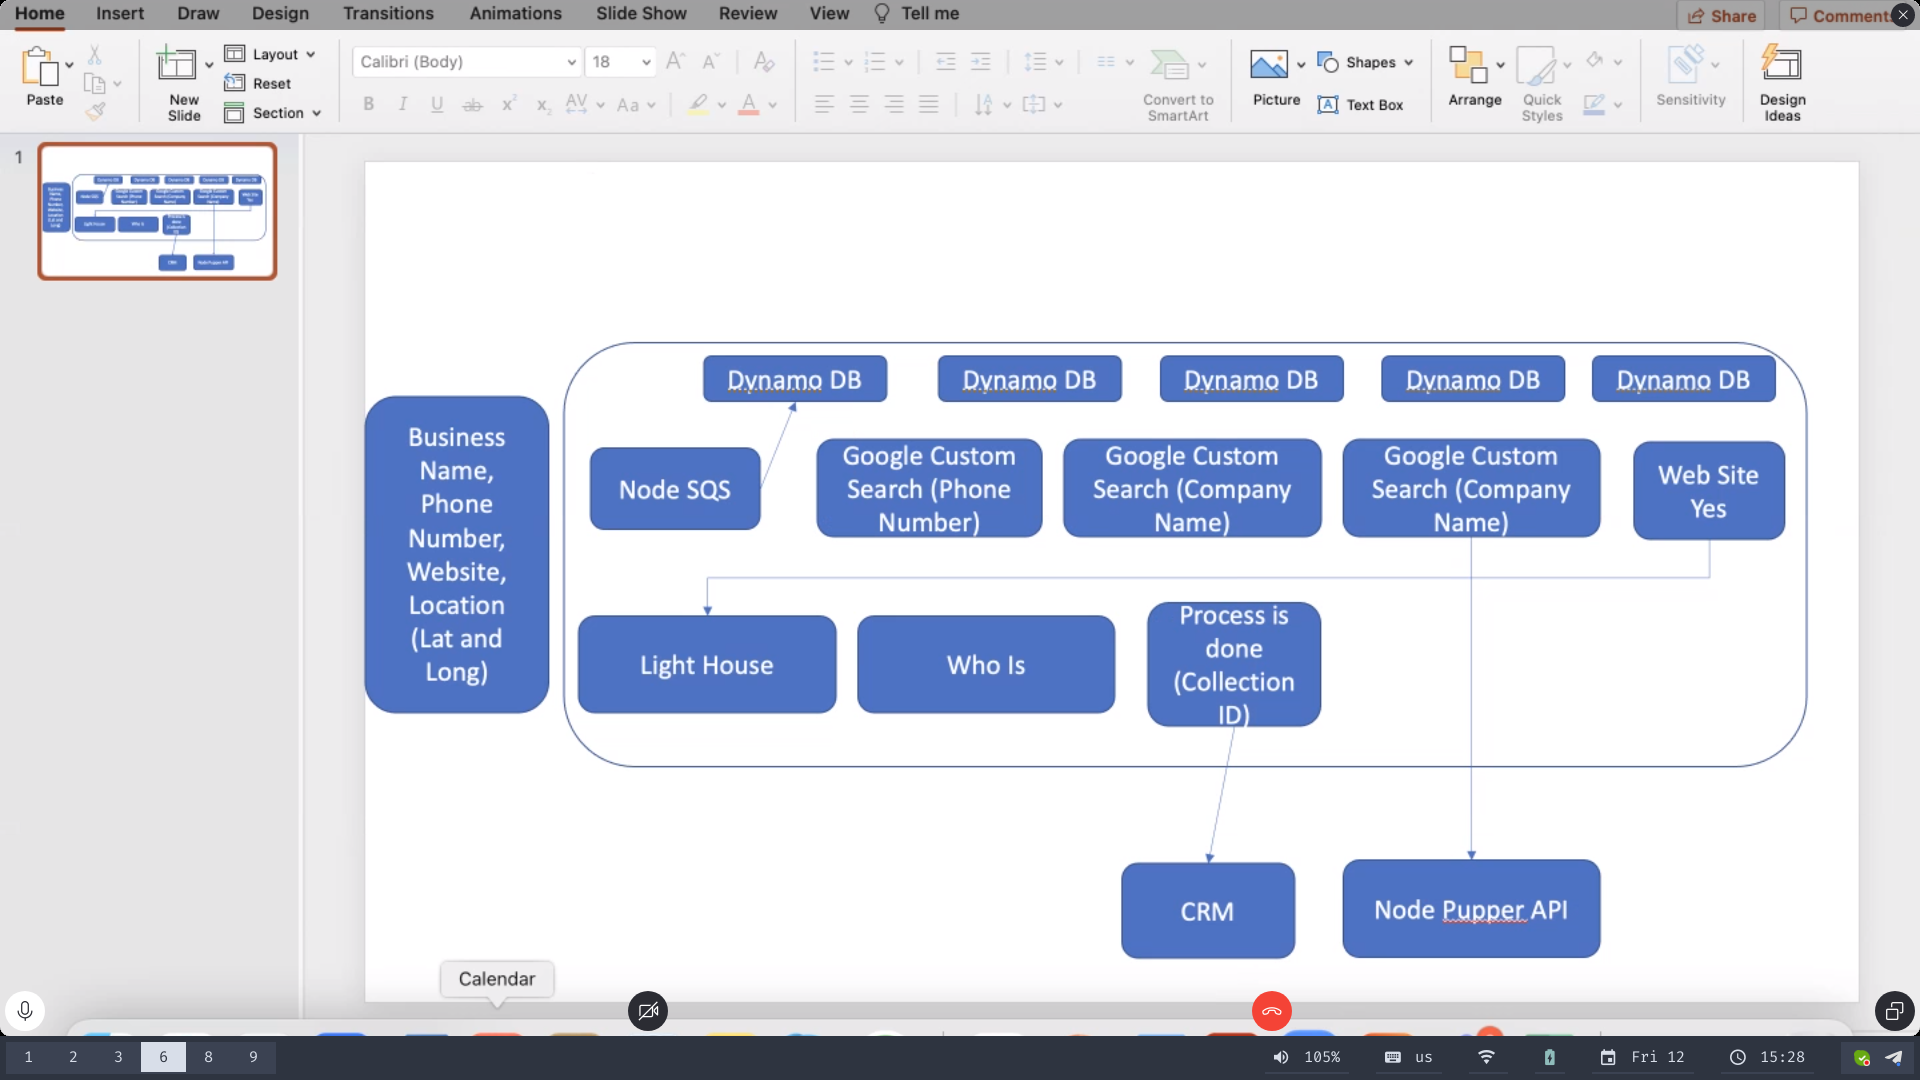 Home Insert Draw Design Transitions Animations Slide Show Review View Tell me Share Comments
Paste
New
Slide
Layout
Reset
Section
Calibri (Body) 18
B I U ab x² x₂ AV Aa A
Convert to
SmartArt
Picture
Shapes
Text Box
Arrange
Quick
Styles
Sensitivity
Design
Ideas
1
Business
Name,
Phone
Number,
Website,
Location
(Lat and
Long)
Dynamo DB Dynamo DB Dynamo DB Dynamo DB Dynamo DB
Node SQS
Google Custom
Search (Phone
Number)
Google Custom
Search (Company
Name)
Google Custom
Search (Company
Name)
Web Site
Yes
Light House
Who Is
Process is
done
(Collection
ID)
CRM
Node Pupper API
Calendar
1 2 3 6 8 9 105% us Fri 12 15:28